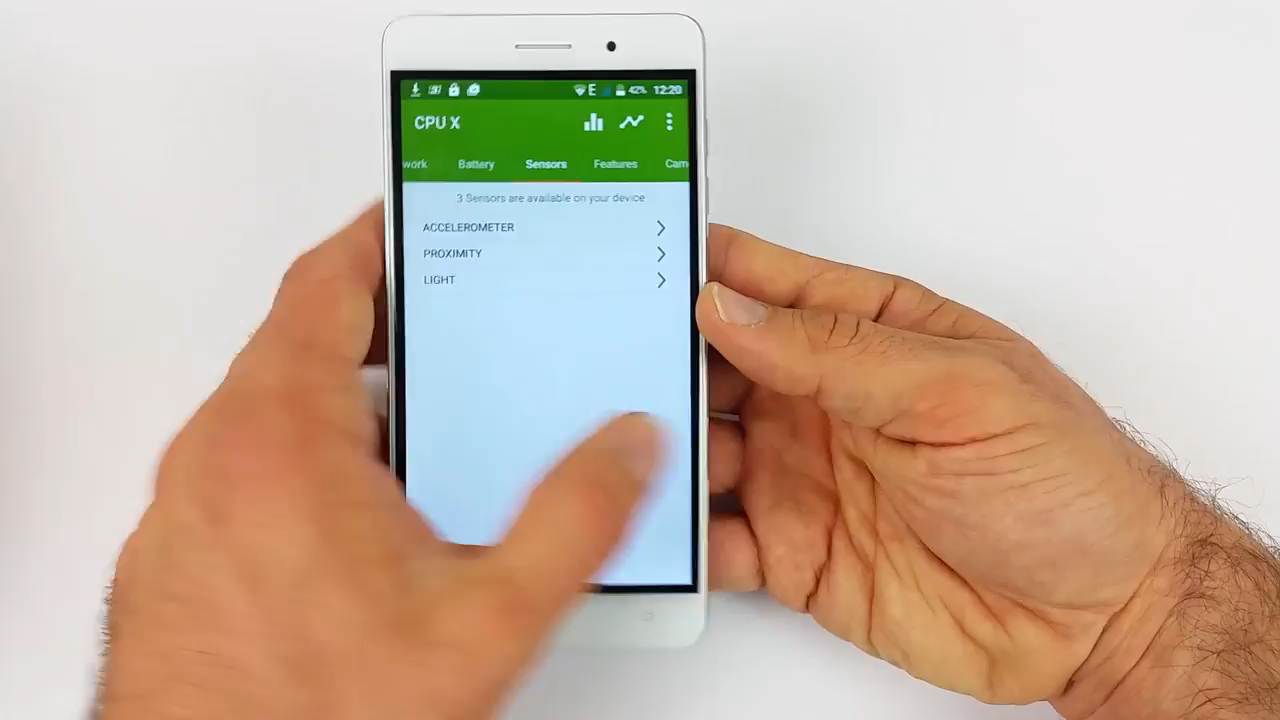 E 42% 12:20
CPU X
work Battery Sensors Features Cam
3 Sensors are available on your device
ACCELEROMETER
PROXIMITY
LIGHT